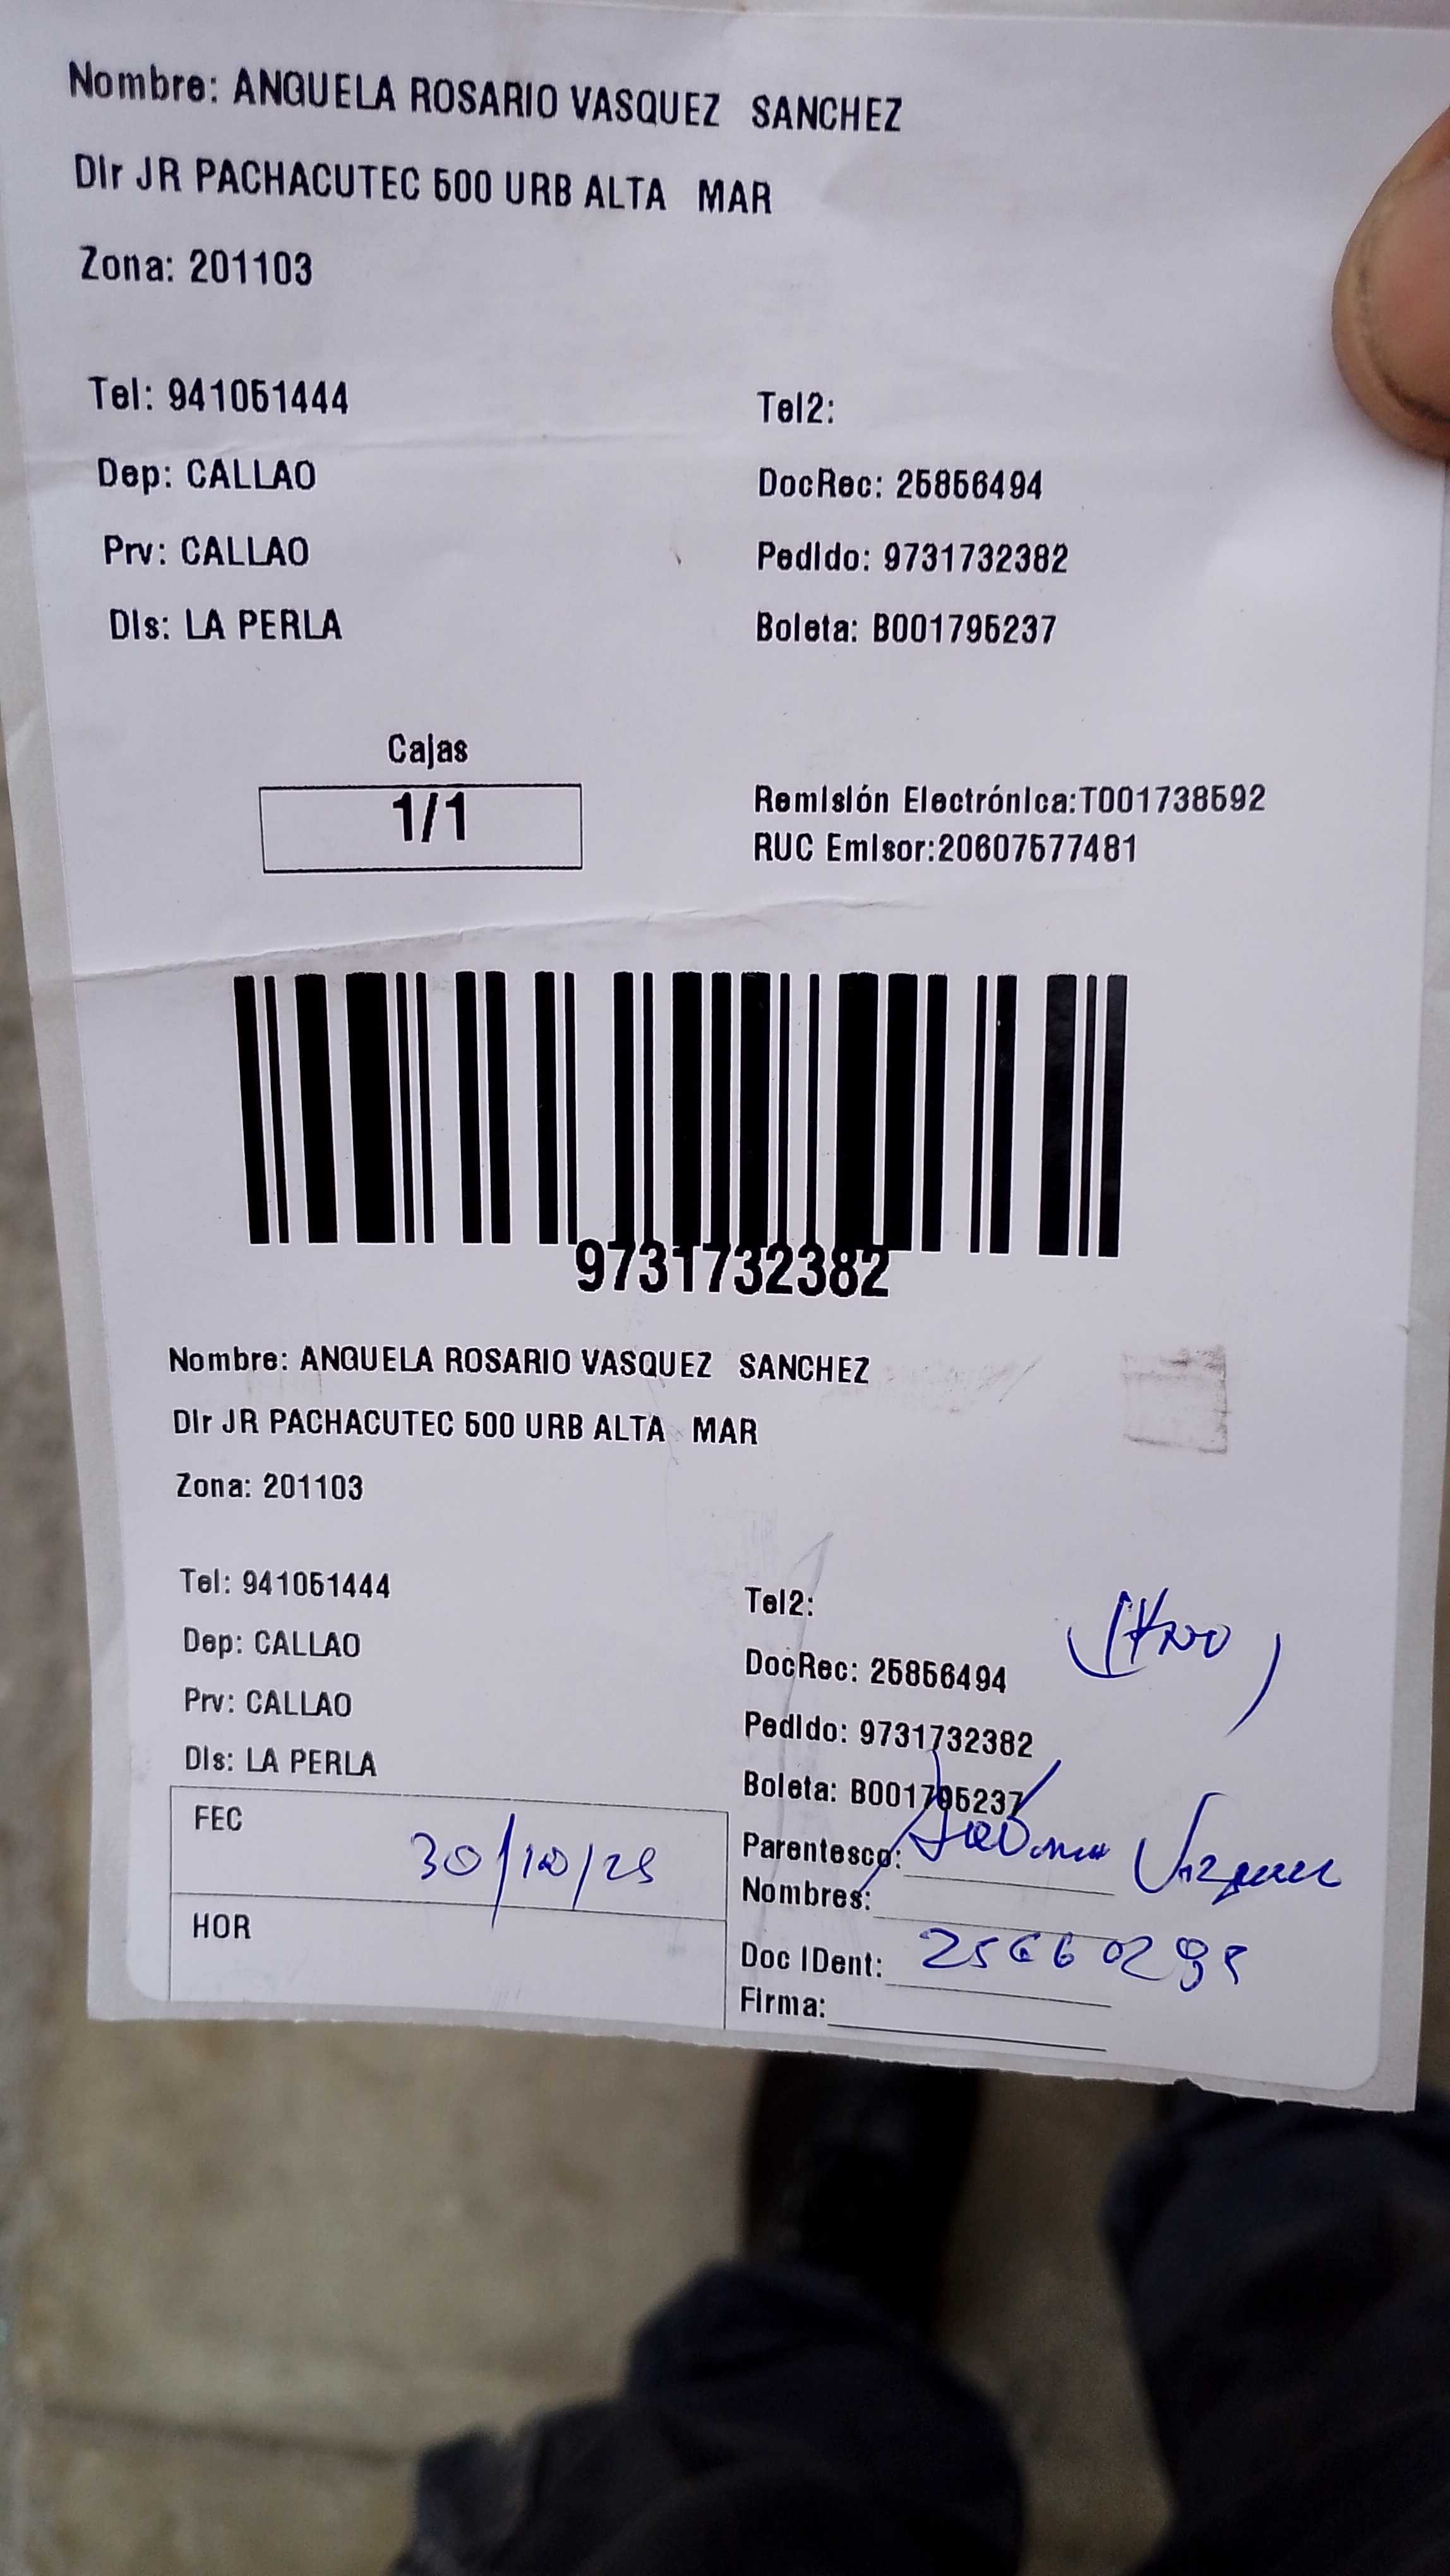 Nombre: ANGUELA ROSARIO VASQUEZ SANCHEZ
Dir JR PACHACUTEC 500 URB ALTA MAR
Zona: 201103
Tel: 941051444
Tel2:
Dep: CALLAO
DocRec: 25856494
Prv: CALLAO
Pedido: 9731732382
Dis: LA PERLA
Boleta: B001795237
Cajas
1/1
Remisión Electrónica:T001738592
RUC Emisor:20607577481
9731732382
Nombre: ANGUELA ROSARIO VASQUEZ SANCHEZ
Dir JR PACHACUTEC 500 URB ALTA MAR
Zona: 201103
Tel: 941051444
Tel2:
Dep: CALLAO
DocRec: 25856494
Prv: CALLAO
Pedido: 9731732382
Dis: LA PERLA
Boleta: B001795237
FEC 30/10/25
Parentesco:
Nombres:
HOR
Doc IDent:
Firma: